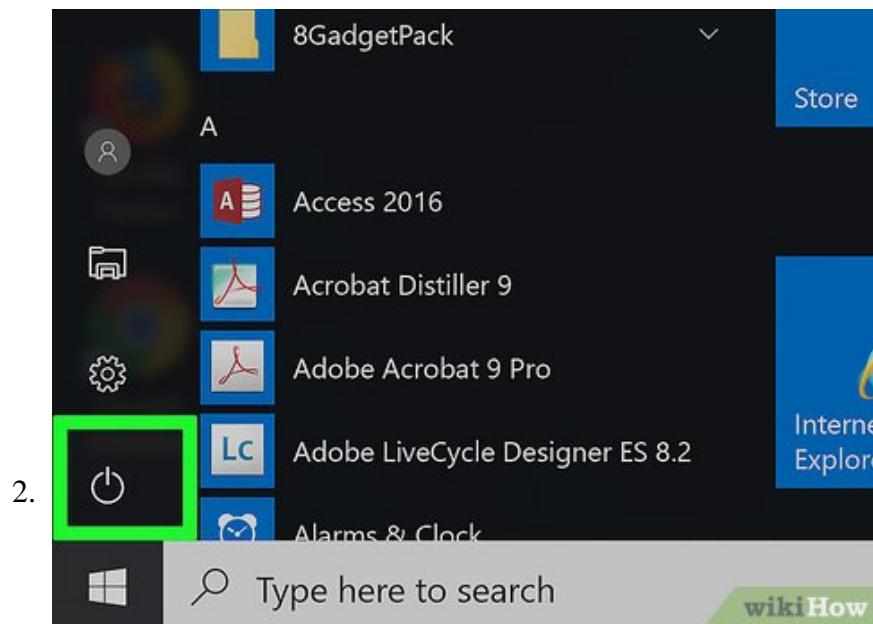 8GadgetPack
Store
A
Access 2016
Acrobat Distiller 9
Adobe Acrobat 9 Pro
Interne
Explor
LC
Adobe LiveCycle Designer ES 8.2
2.
Alarms & Clock
Type here to search
wikiHow